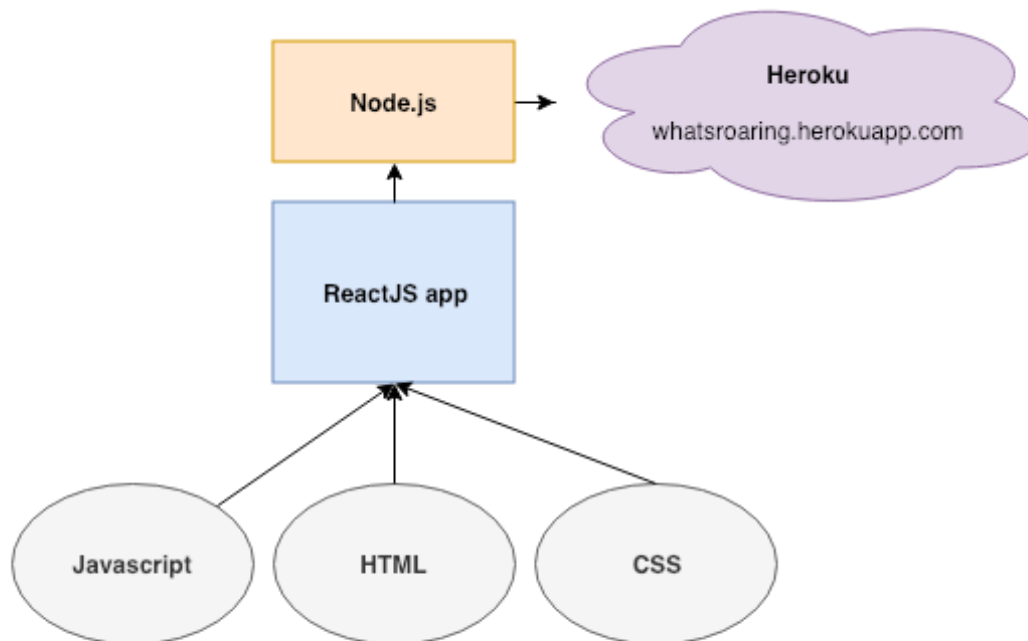 Heroku
Node.js
whatsroaring.herokuapp.com
ReactJS app
Javascript
HTML
CSS